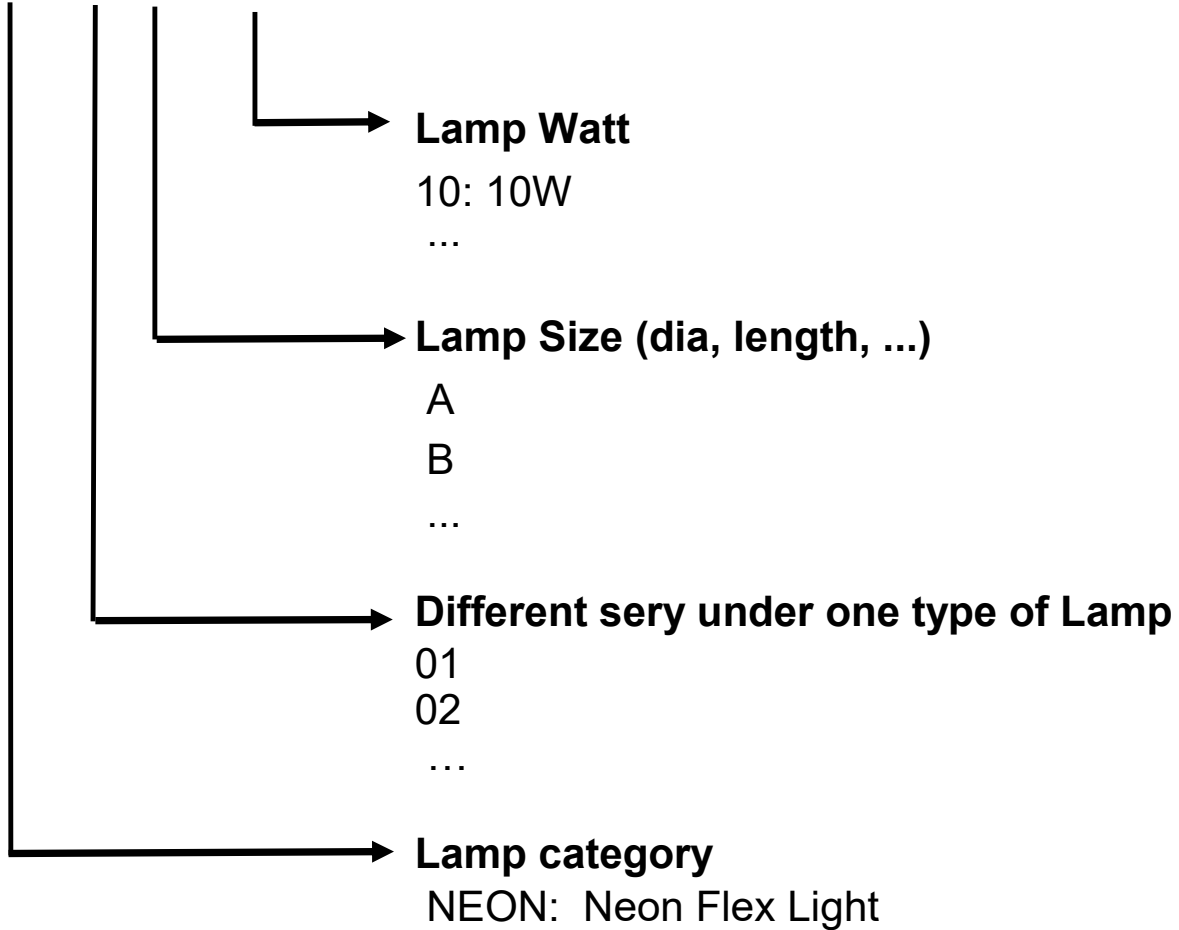 Lamp Watt
10: 10W
...
Lamp Size (dia, length, ...)
A
B
...
Different sery under one type of Lamp
01
02
...
Lamp category
NEON: Neon Flex Light